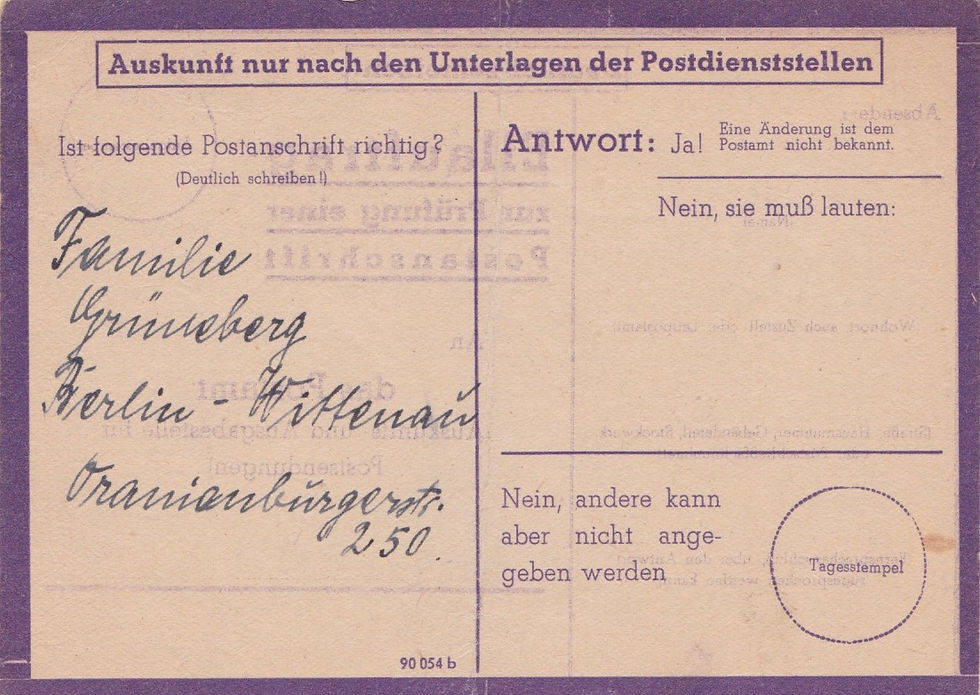 Auskunft nur nach den Unterlagen der Postdienststellen
Ist folgende Postanschrift richtig?
(Deutlich schreiben!)
Familie
Grüneberg
Berlin - Wittenau
Oranienburgerstr.
250.
90 054 b
Antwort: Ja! Eine Änderung ist dem
Postamt nicht bekannt.
Nein, sie muß lauten:
Nein, andere kann
aber nicht ange-
geben werden
Tagesstempel